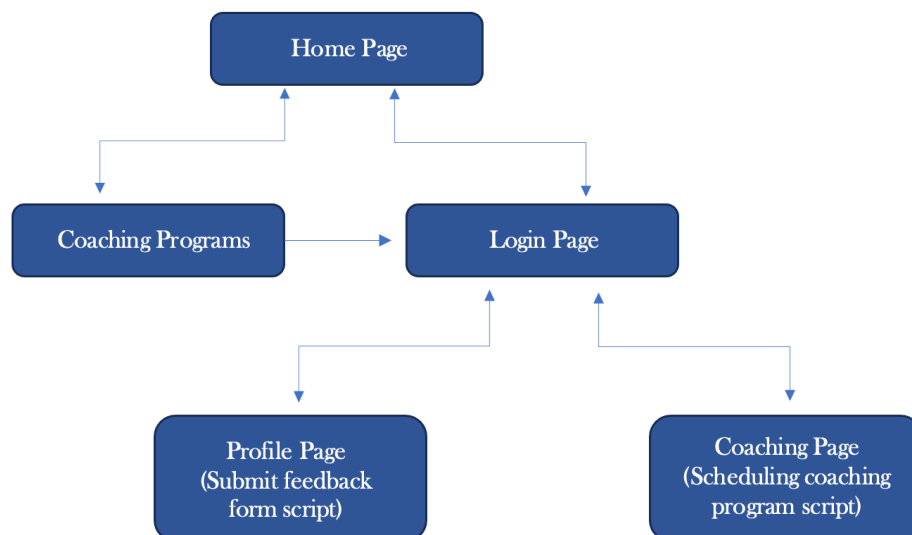 Home Page
Coaching Programs
Login Page
Profile Page
(Submit feedback
form script)
Coaching Page
(Scheduling coaching
program script)